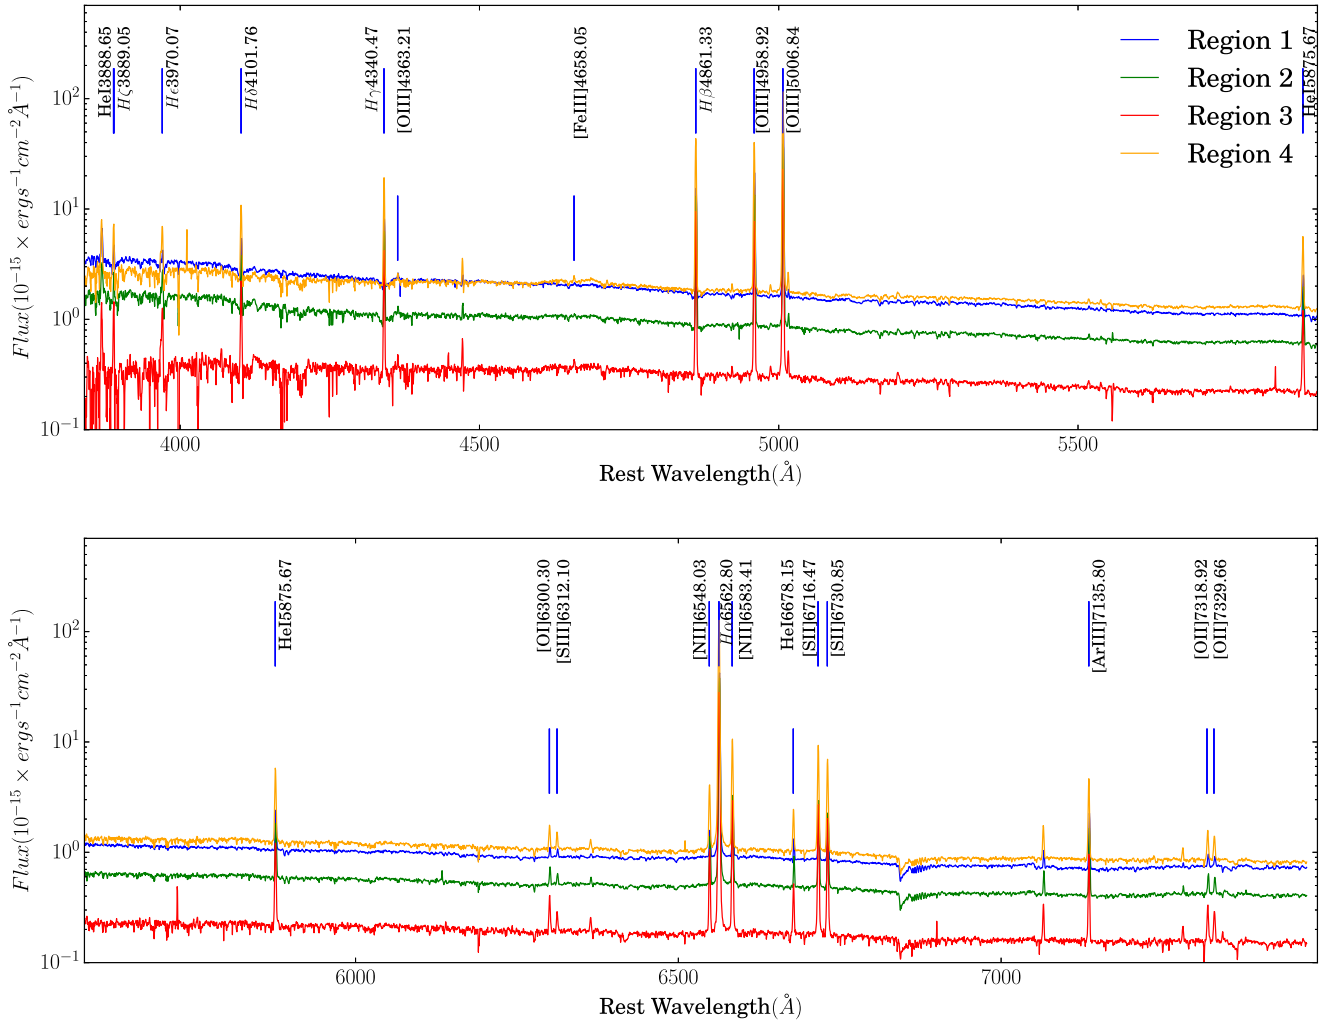 HeI3888.65
Hζ3889.05
Hϵ3970.07
Hδ4101.76
Hγ4340.47
[OIII]4363.21
[FeIII]4658.05
Hβ4861.33
[OIII]4958.92
[OIII]5006.84
HeI5875.67
Region 1
Region 2
Region 3
Region 4
10²
10¹
10⁰
10⁻¹
Flux(10⁻¹⁵ × ergs⁻¹cm⁻²Å⁻¹)
4000 4500 5000 5500
Rest Wavelength(Å)
HeI5875.67
[OI]6300.30
[SIII]6312.10
[NII]6548.03
Hα6562.80
[NII]6583.41
HeI6678.15
[SII]6716.47
[SII]6730.85
[ArIII]7135.80
[OII]7318.92
[OII]7329.66
10²
10¹
10⁰
10⁻¹
Flux(10⁻¹⁵ × ergs⁻¹cm⁻²Å⁻¹)
6000 6500 7000
Rest Wavelength(Å)